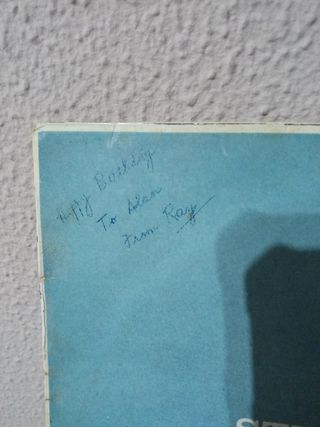 Happy Birthday
To Alan
From Ray